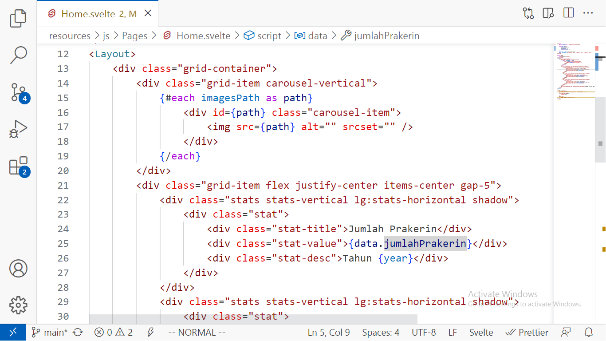 Home.svelte 2, M
resources > js > Pages > Home.svelte > script > data > jumlahPrakerin
12 <Layout>
13 <div class="grid-container">
14 <div class="grid-item carousel-vertical">
15 {#each imagesPath as path}
16 <div id={path} class="carousel-item">
17 <img src={path} alt="" srcset="" />
18 </div>
19 {/each}
20 </div>
21 <div class="grid-item flex justify-center items-center gap-5">
22 <div class="stats stats-vertical lg:stats-horizontal shadow">
23 <div class="stat">
24 <div class="stat-title">Jumlah Prakerin</div>
25 <div class="stat-value">{data.jumlahPrakerin}</div>
26 <div class="stat-desc">Tahun {year}</div>
27 </div>
28 </div>
29 <div class="stats stats-vertical lg:stats-horizontal shadow">
30 <div class="stat">
4
2
Activate Windows
to activate Windows.
main* 0 2 -- NORMAL -- Ln 5, Col 9 Spaces: 4 UTF-8 LF Svelte Prettier